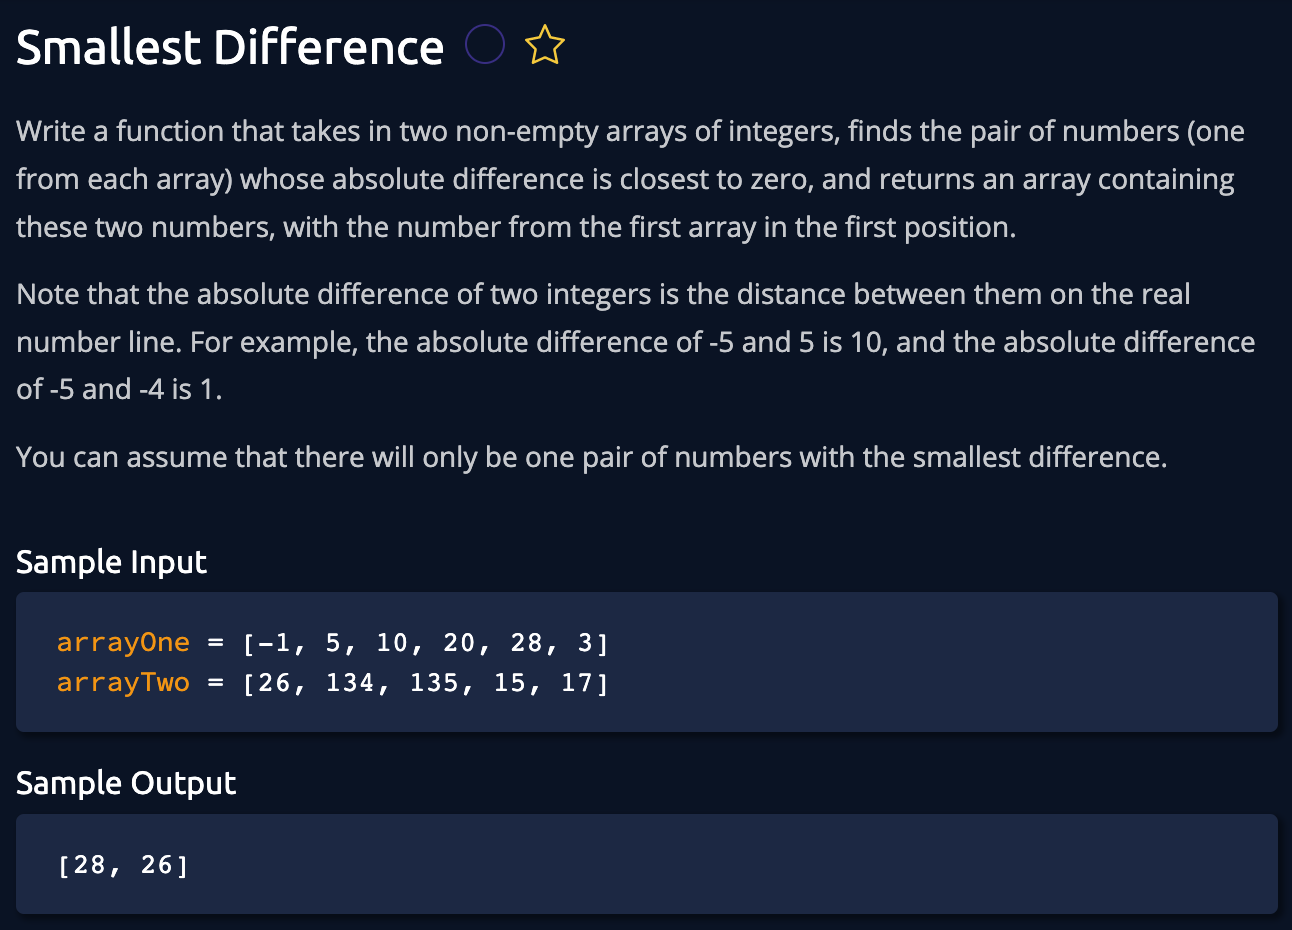 Smallest Difference
Write a function that takes in two non-empty arrays of integers, finds the pair of numbers (one
from each array) whose absolute difference is closest to zero, and returns an array containing
these two numbers, with the number from the first array in the first position.
Note that the absolute difference of two integers is the distance between them on the real
number line. For example, the absolute difference of -5 and 5 is 10, and the absolute difference
of -5 and -4 is 1.
You can assume that there will only be one pair of numbers with the smallest difference.
Sample Input
arrayOne = [-1, 5, 10, 20, 28, 3]
arrayTwo = [26, 134, 135, 15, 17]
Sample Output
[28, 26]